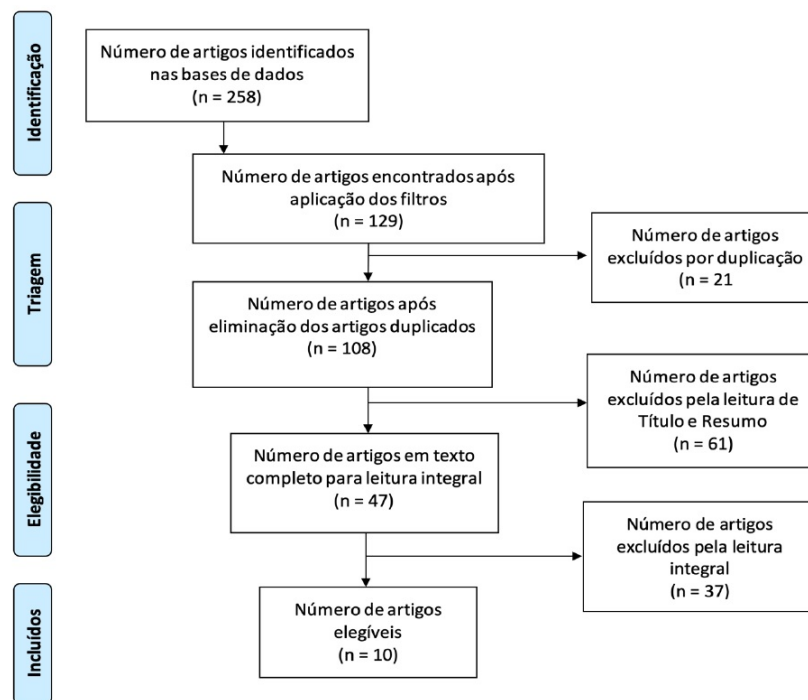 Identificação
Número de artigos identificados
nas bases de dados
(n = 258)
Número de artigos encontrados após
aplicação dos filtros
(n = 129)
Triagem
Número de artigos
excluídos por duplicação
(n = 21
Número de artigos após
eliminação dos artigos duplicados
(n = 108)
Número de artigos
excluídos pela leitura de
Título e Resumo
(n = 61)
Elegibilidade
Número de artigos em texto
completo para leitura integral
(n = 47)
Número de artigos
excluídos pela leitura
integral
(n = 37)
Incluídos
Número de artigos
elegíveis
(n = 10)